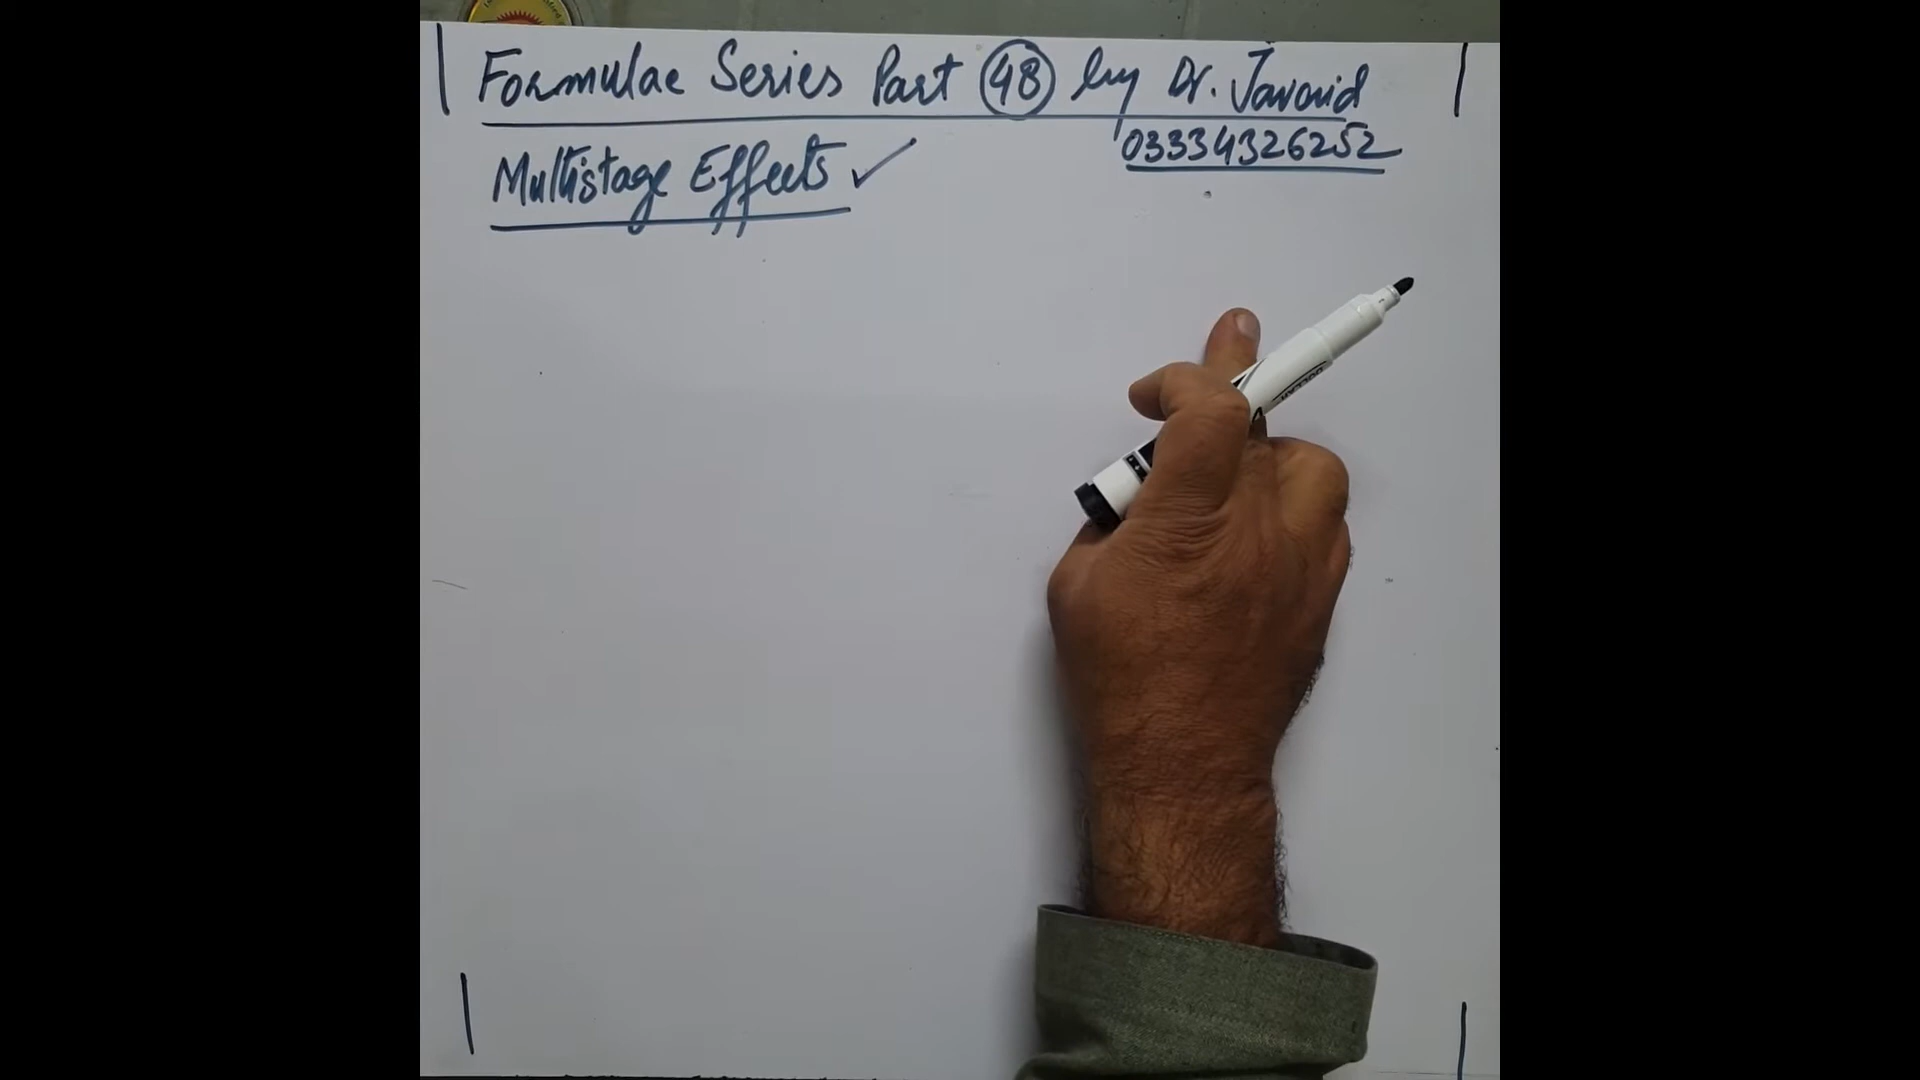 Formulae Series Part 48 by Dr. Javaid
03334326252
Multistage Effects ✓